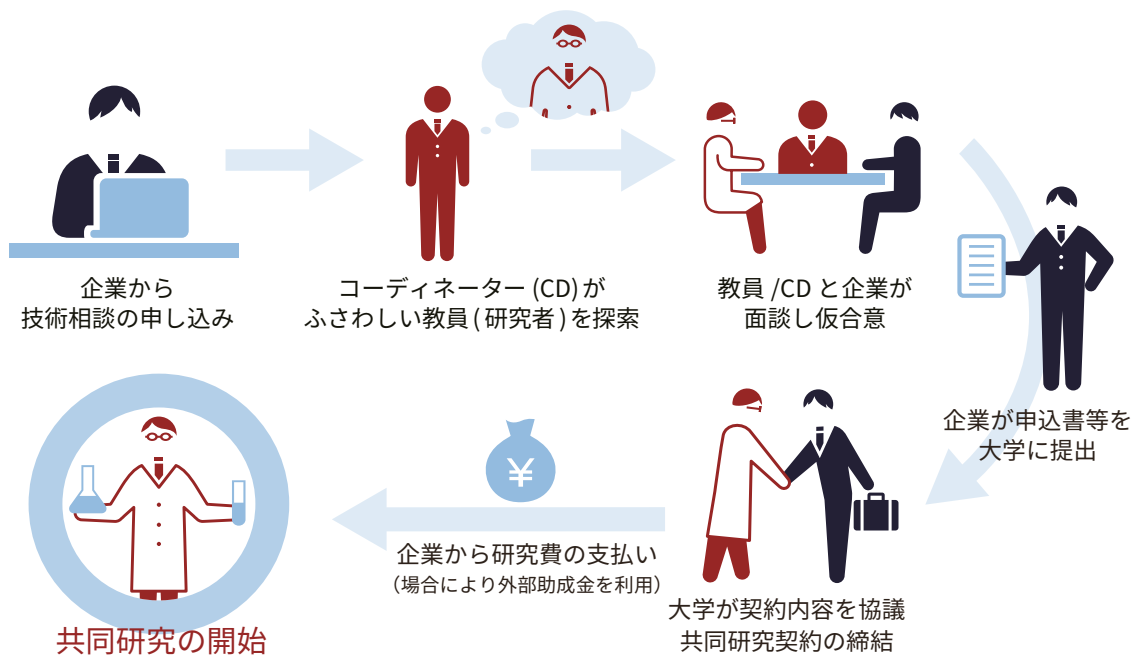 企業から
技術相談の申し込み
コーディネーター (CD) が
ふさわしい教員 ( 研究者 ) を探索
教員 /CD と企業が
面談し仮合意
企業が申込書等を
大学に提出
大学が契約内容を協議
共同研究契約の締結
¥
企業から研究費の支払い
（場合により外部助成金を利用）
共同研究の開始